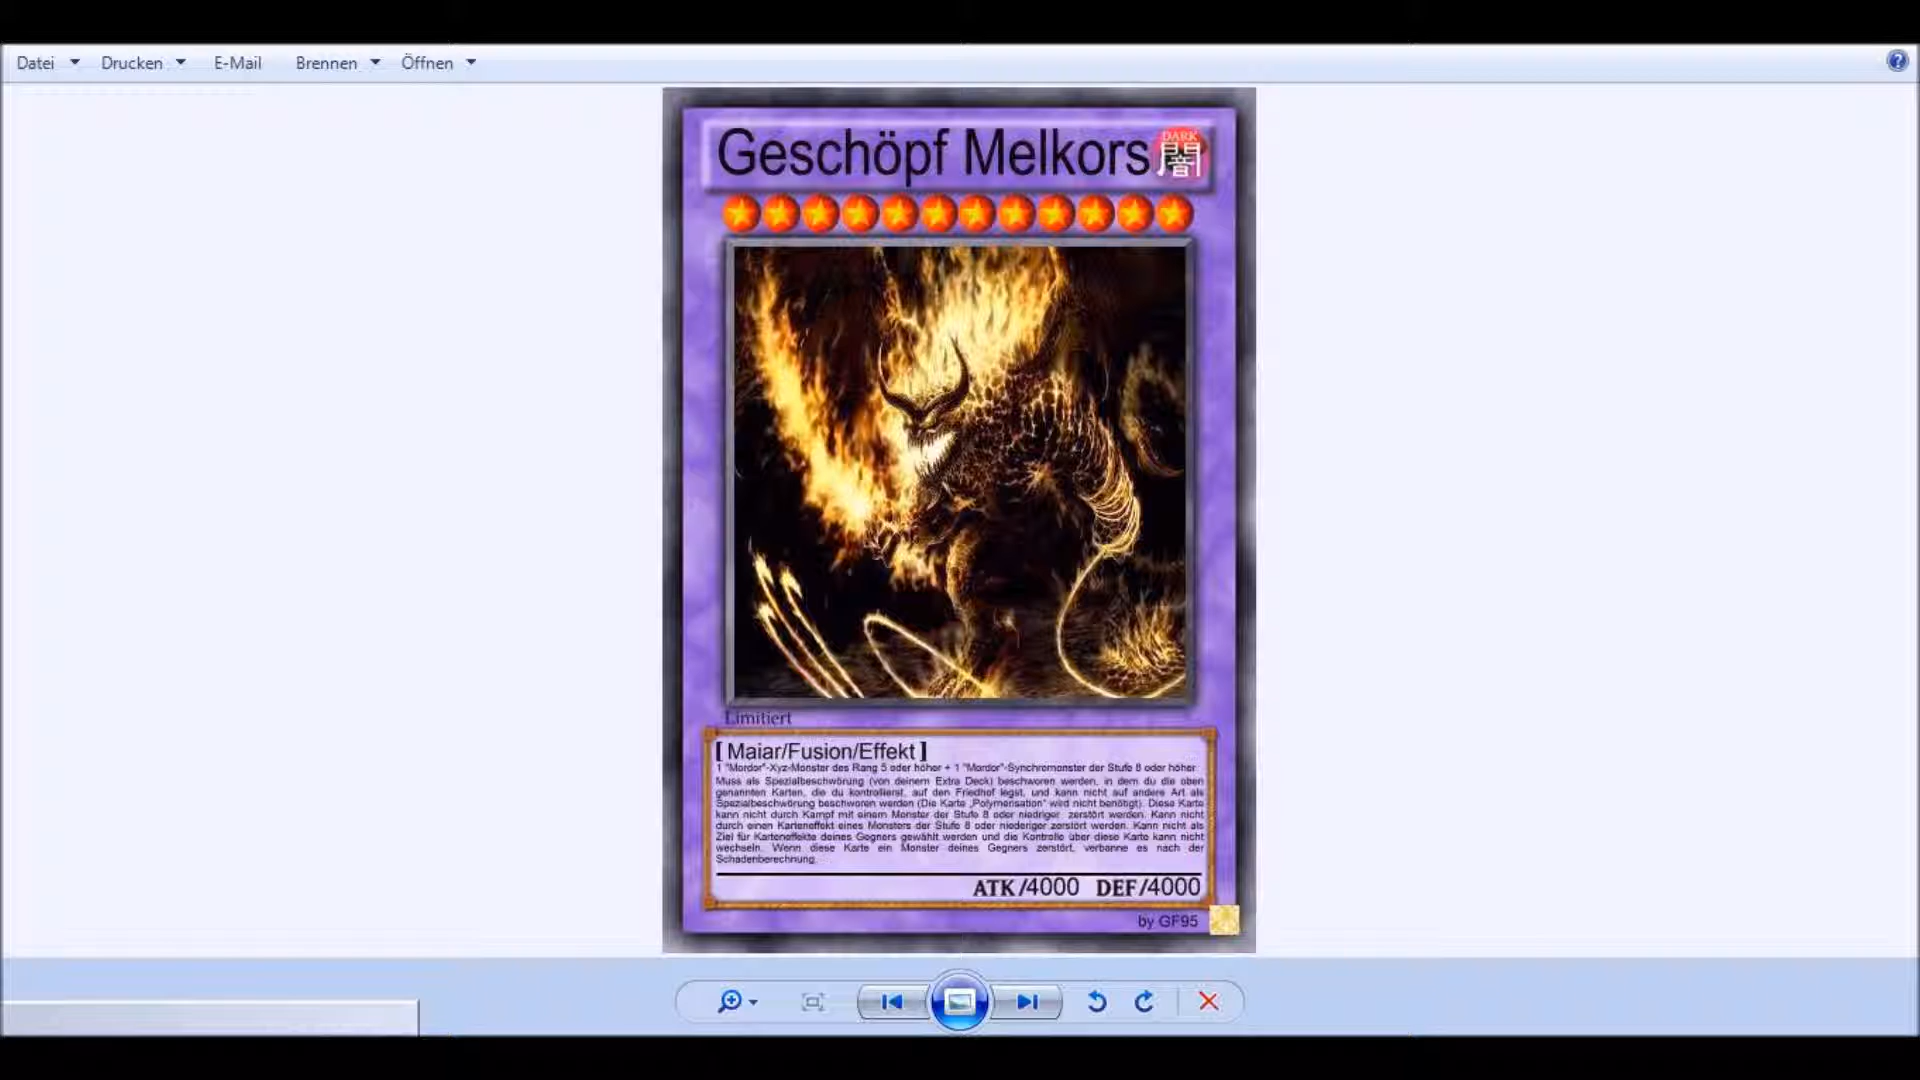 Datei Drucken E-Mail Brennen Öffnen
Geschöpf Melkors
DARK
闇
Limitiert
[ Maiar/Fusion/Effekt ]
1 "Mordor"-Xyz-Monster des Rang 5 oder höher + 1 "Mordor"-Synchromonster der Stufe 8 oder höher.
Muss als Spezialbeschwörung (von deinem Extra Deck) beschworen werden, in dem du die oben
genannten Karten, die du kontrollierst, auf den Friedhof legst, und kann nicht auf andere Art als
Spezialbeschwörung beschworen werden (Die Karte „Polymerisation" wird nicht benötigt). Diese Karte
kann nicht durch Kampf mit einem Monster der Stufe 8 oder niedriger zerstört werden. Kann nicht
durch einen Karteneffekt eines Monsters der Stufe 8 oder niederiger zerstört werden. Kann nicht als
Ziel für Karteneffekte deines Gegners gewählt werden und die Kontrolle über diese Karte kann nicht
wechseln. Wenn diese Karte ein Monster deines Gegners zerstört, verbanne es nach der
Schadenberechnung.
ATK/4000 DEF/4000
by GF95